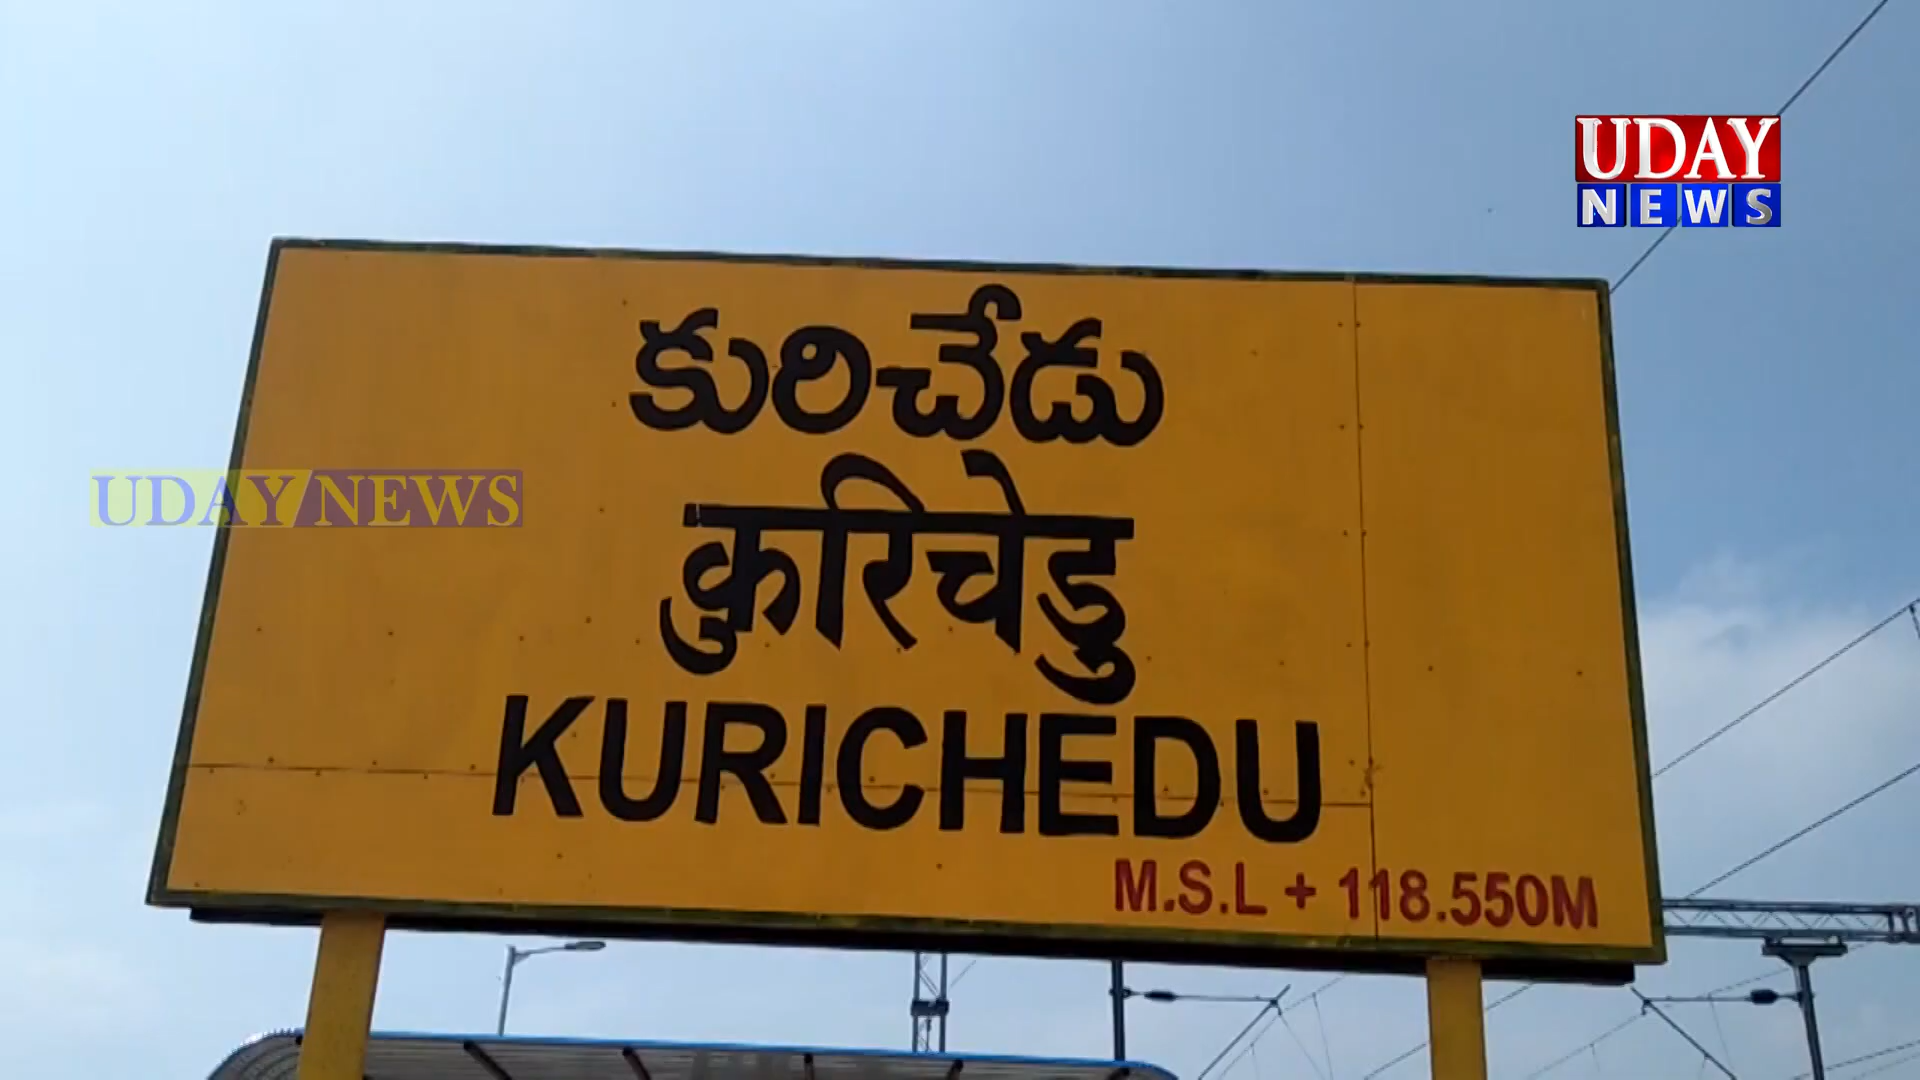 UDAY
NEWS
కురిచేడు
UDAY NEWS
कुरिचेडु
KURICHEDU
M.S.L + 118.550M